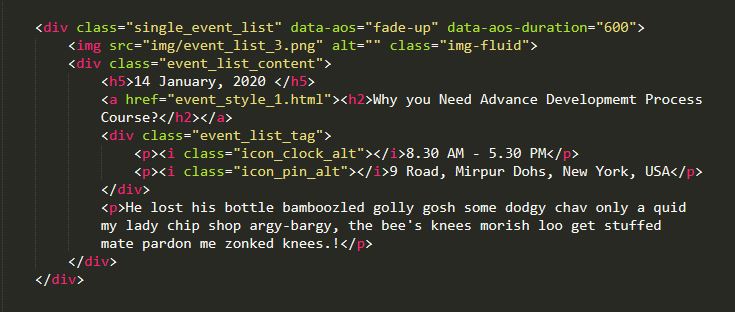 <div class="single_event_list" data-aos="fade-up" data-aos-duration="600">
<img src="img/event_list_3.png" alt="" class="img-fluid">
<div class="event_list_content">
<h5>14 January, 2020 </h5>
<a href="event_style_1.html"><h2>Why you Need Advance Developmemt Process
Course?</h2></a>
<div class="event_list_tag">
<p><i class="icon_clock_alt"></i>8.30 AM - 5.30 PM</p>
<p><i class="icon_pin_alt"></i>9 Road, Mirpur Dohs, New York, USA</p>
</div>
<p>He lost his bottle bamboozled golly gosh some dodgy chav only a quid
my lady chip shop argy-bargy, the bee's knees morish loo get stuffed
mate pardon me zonked knees.!</p>
</div>
</div>